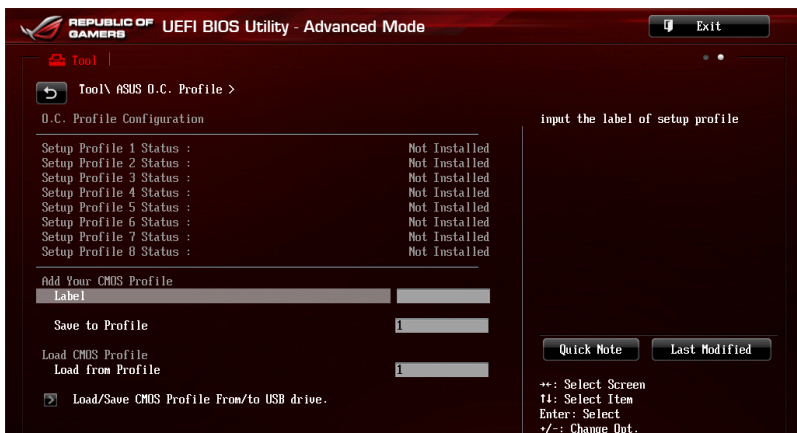 REPUBLIC OF GAMERS UEFI BIOS Utility - Advanced Mode
Exit
Tool
Tool\ ASUS O.C. Profile >
O.C. Profile Configuration
input the label of setup profile
Setup Profile 1 Status : Not Installed
Setup Profile 2 Status : Not Installed
Setup Profile 3 Status : Not Installed
Setup Profile 4 Status : Not Installed
Setup Profile 5 Status : Not Installed
Setup Profile 6 Status : Not Installed
Setup Profile 7 Status : Not Installed
Setup Profile 8 Status : Not Installed
Add Your CMOS Profile
Label
Save to Profile 1
Load CMOS Profile
Load from Profile 1
Load/Save CMOS Profile From/to USB drive.
Quick Note Last Modified
→←: Select Screen
↑↓: Select Item
Enter: Select
+/-: Change Opt.